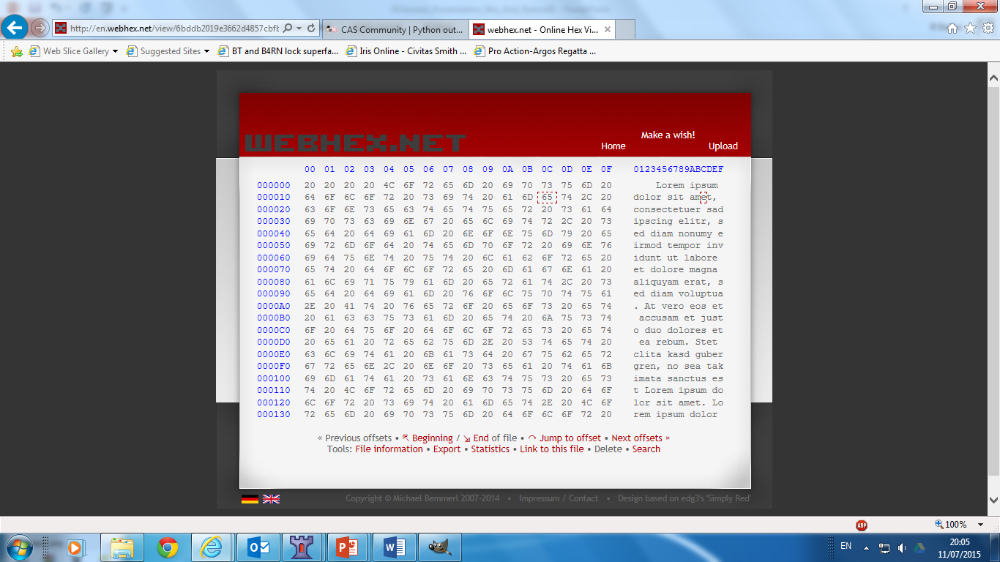 http://en.webhex.net/view/6bddb2019e3662d4857cbft
CAS Community | Python out...
webhex.net - Online Hex Vi...
Web Slice Gallery
Suggested Sites
BT and B4RN lock superfa...
Iris Online - Civitas Smith ...
Pro Action-Argos Regatta ...
WEBHEX.NET
Make a wish!
Home
Upload
00 01 02 03 04 05 06 07 08 09 0A 0B 0C 0D 0E 0F 0123456789ABCDEF
000000 20 20 20 20 4C 6F 72 65 6D 20 69 70 73 75 6D 20 Lorem ipsum
000010 64 6F 6C 6F 72 20 73 69 74 20 61 6D 65 74 2C 20 dolor sit amet,
000020 63 6F 6E 73 65 63 74 65 74 75 65 72 20 73 61 64 consectetuer sad
000030 69 70 73 63 69 6E 67 20 65 6C 69 74 72 2C 20 73 ipscing elitr, s
000040 65 64 20 64 69 61 6D 20 6E 6F 6E 75 6D 79 20 65 ed diam nonumy e
000050 69 72 6D 6F 64 20 74 65 6D 70 6F 72 20 69 6E 76 irmod tempor inv
000060 69 64 75 6E 74 20 75 74 20 6C 61 62 6F 72 65 20 idunt ut labore
000070 65 74 20 64 6F 6C 6F 72 65 20 6D 61 67 6E 61 20 et dolore magna
000080 61 6C 69 71 75 79 61 6D 20 65 72 61 74 2C 20 73 aliquyam erat, s
000090 65 64 20 64 69 61 6D 20 76 6F 6C 75 70 74 75 61 ed diam voluptua
0000A0 2E 20 41 74 20 76 65 72 6F 20 65 6F 73 20 65 74 . At vero eos et
0000B0 20 61 63 63 75 73 61 6D 20 65 74 20 6A 75 73 74 accusam et just
0000C0 6F 20 64 75 6F 20 64 6F 6C 6F 72 65 73 20 65 74 o duo dolores et
0000D0 20 65 61 20 72 65 62 75 6D 2E 20 53 74 65 74 20 ea rebum. Stet
0000E0 63 6C 69 74 61 20 6B 61 73 64 20 67 75 62 65 72 clita kasd guber
0000F0 67 72 65 6E 2C 20 6E 6F 20 73 65 61 20 74 61 6B gren, no sea tak
000100 69 6D 61 74 61 20 73 61 6E 63 74 75 73 20 65 73 imata sanctus es
000110 74 20 4C 6F 72 65 6D 20 69 70 73 75 6D 20 64 6F t Lorem ipsum do
000120 6C 6F 72 20 73 69 74 20 61 6D 65 74 2E 20 4C 6F lor sit amet. Lo
000130 72 65 6D 20 69 70 73 75 6D 20 64 6F 6C 6F 72 20 rem ipsum dolor
« Previous offsets • Beginning / End of file • Jump to offset • Next offsets »
Tools: File information • Export • Statistics • Link to this file • Delete • Search
Copyright © Michael Bemmerl 2007-2014 • Impressum / Contact • Design based on edg3's 'Simply Red'
ABP
100%
EN
20:05
11/07/2015